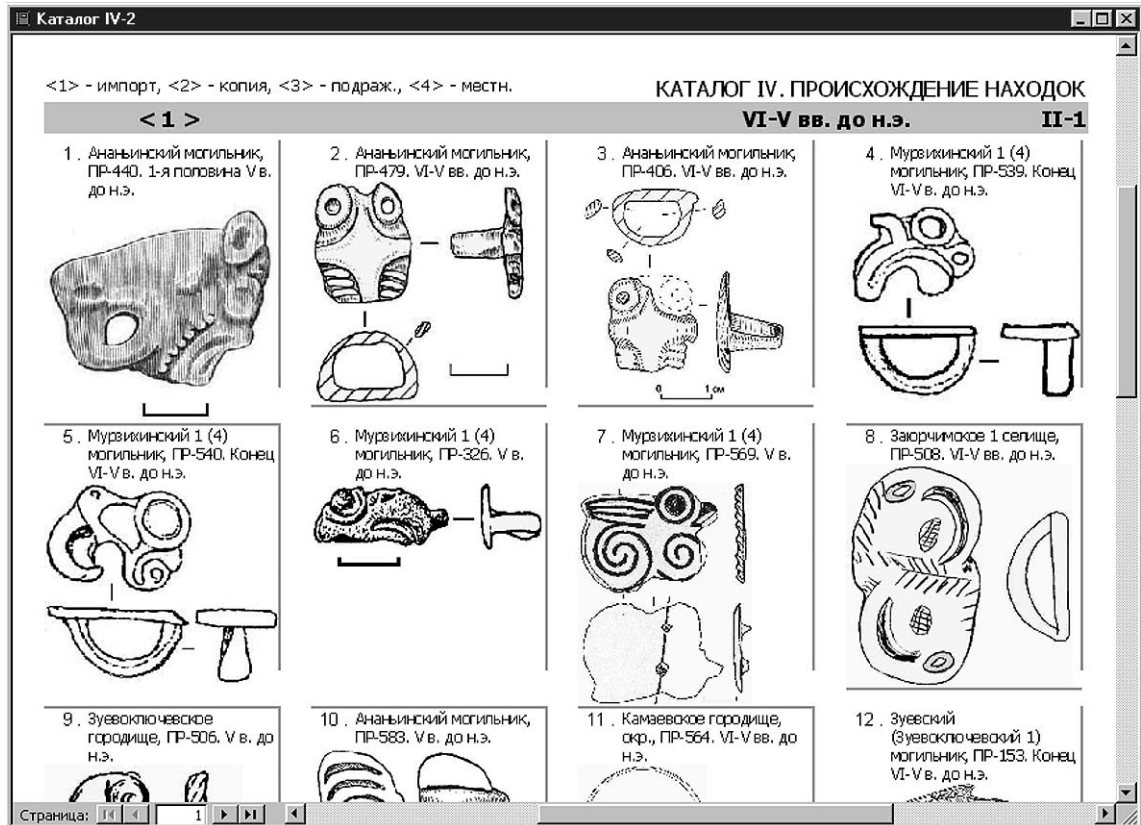 Каталог IV-2
<1> - импорт, <2> - копия, <3> - подраж., <4> - местн.
КАТАЛОГ IV. ПРОИСХОЖДЕНИЕ НАХОДОК
< 1 > VI-V вв. до н.э. II-1
1 . Ананьинский могильник,
ПР-440. 1-я половина V в.
до н.э.
2 . Ананьинский могильник,
ПР-479. VI-V вв. до н.э.
3 . Ананьинский могильник,
ПР-406. VI-V вв. до н.э.
0 1 см
4 . Мурзихинский 1 (4)
могильник, ПР-539. Конец
VI-V в. до н.э.
5 . Мурзихинский 1 (4)
могильник, ПР-540. Конец
VI-V в. до н.э.
6 . Мурзихинский 1 (4)
могильник, ПР-326. V в.
до н.э.
7 . Мурзихинский 1 (4)
могильник, ПР-569. V в.
до н.э.
8 . Заюрчимское 1 селище,
ПР-508. VI-V вв. до н.э.
9 . Зуевоключевское
городище, ПР-506. V в. до
н.э.
10 . Ананьинский могильник,
ПР-583. V в. до н.э.
11 . Камаевское городище,
окр., ПР-564. VI-V вв. до
н.э.
12 . Зуевский
(Зуевоключевский 1)
могильник, ПР-153. Конец
VI-V в. до н.э.
Страница: 1